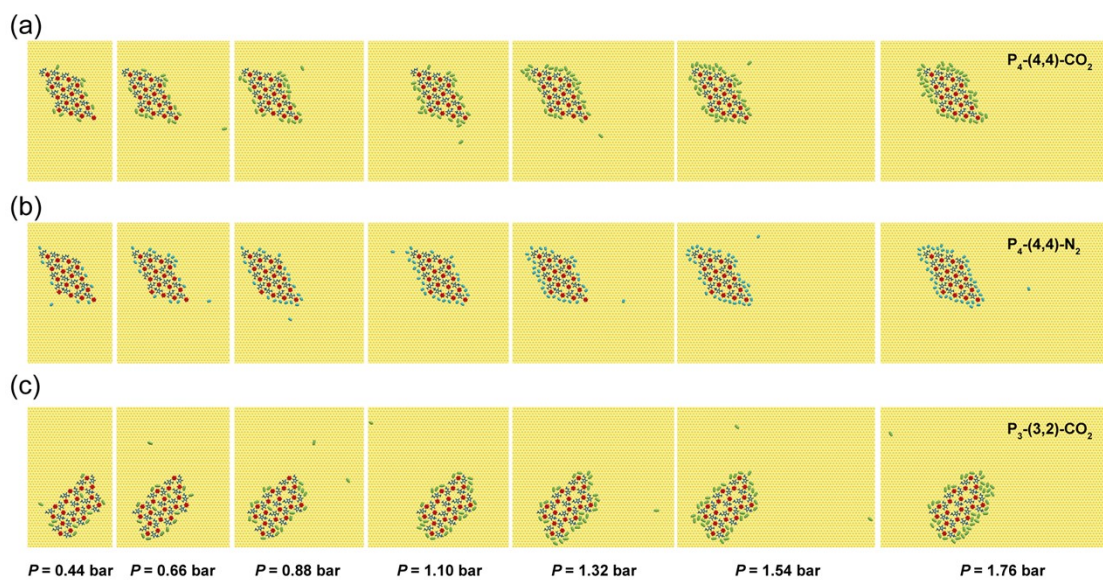 (a)
P₄-(4,4)-CO₂
(b)
P₄-(4,4)-N₂
(c)
P₃-(3,2)-CO₂
P = 0.44 bar P = 0.66 bar P = 0.88 bar P = 1.10 bar P = 1.32 bar P = 1.54 bar P = 1.76 bar